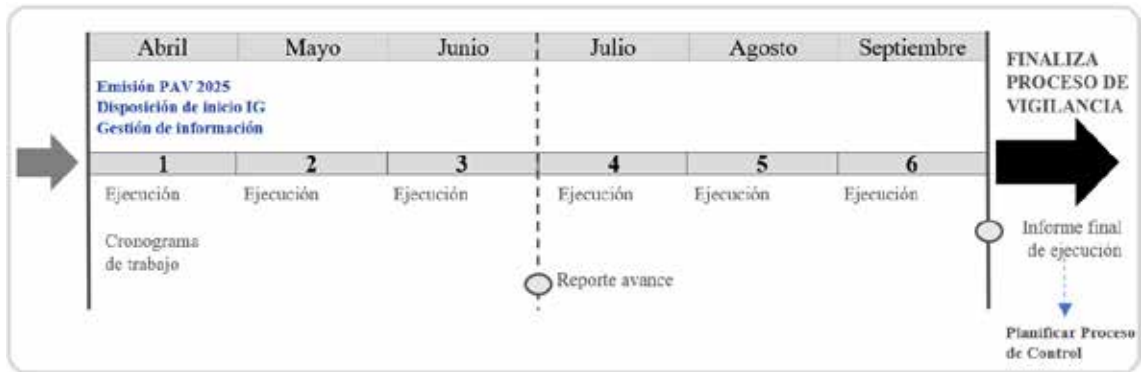 Abril Mayo Junio Julio Agosto Septiembre
FINALIZA
PROCESO DE
VIGILANCIA
Emisión PAV 2025
Disposición de inicio IG
Gestión de información
1 2 3 4 5 6
Ejecución Ejecución Ejecución Ejecución Ejecución Ejecución
Cronograma
de trabajo
Reporte avance
Informe final
de ejecución
Planificar Proceso
de Control